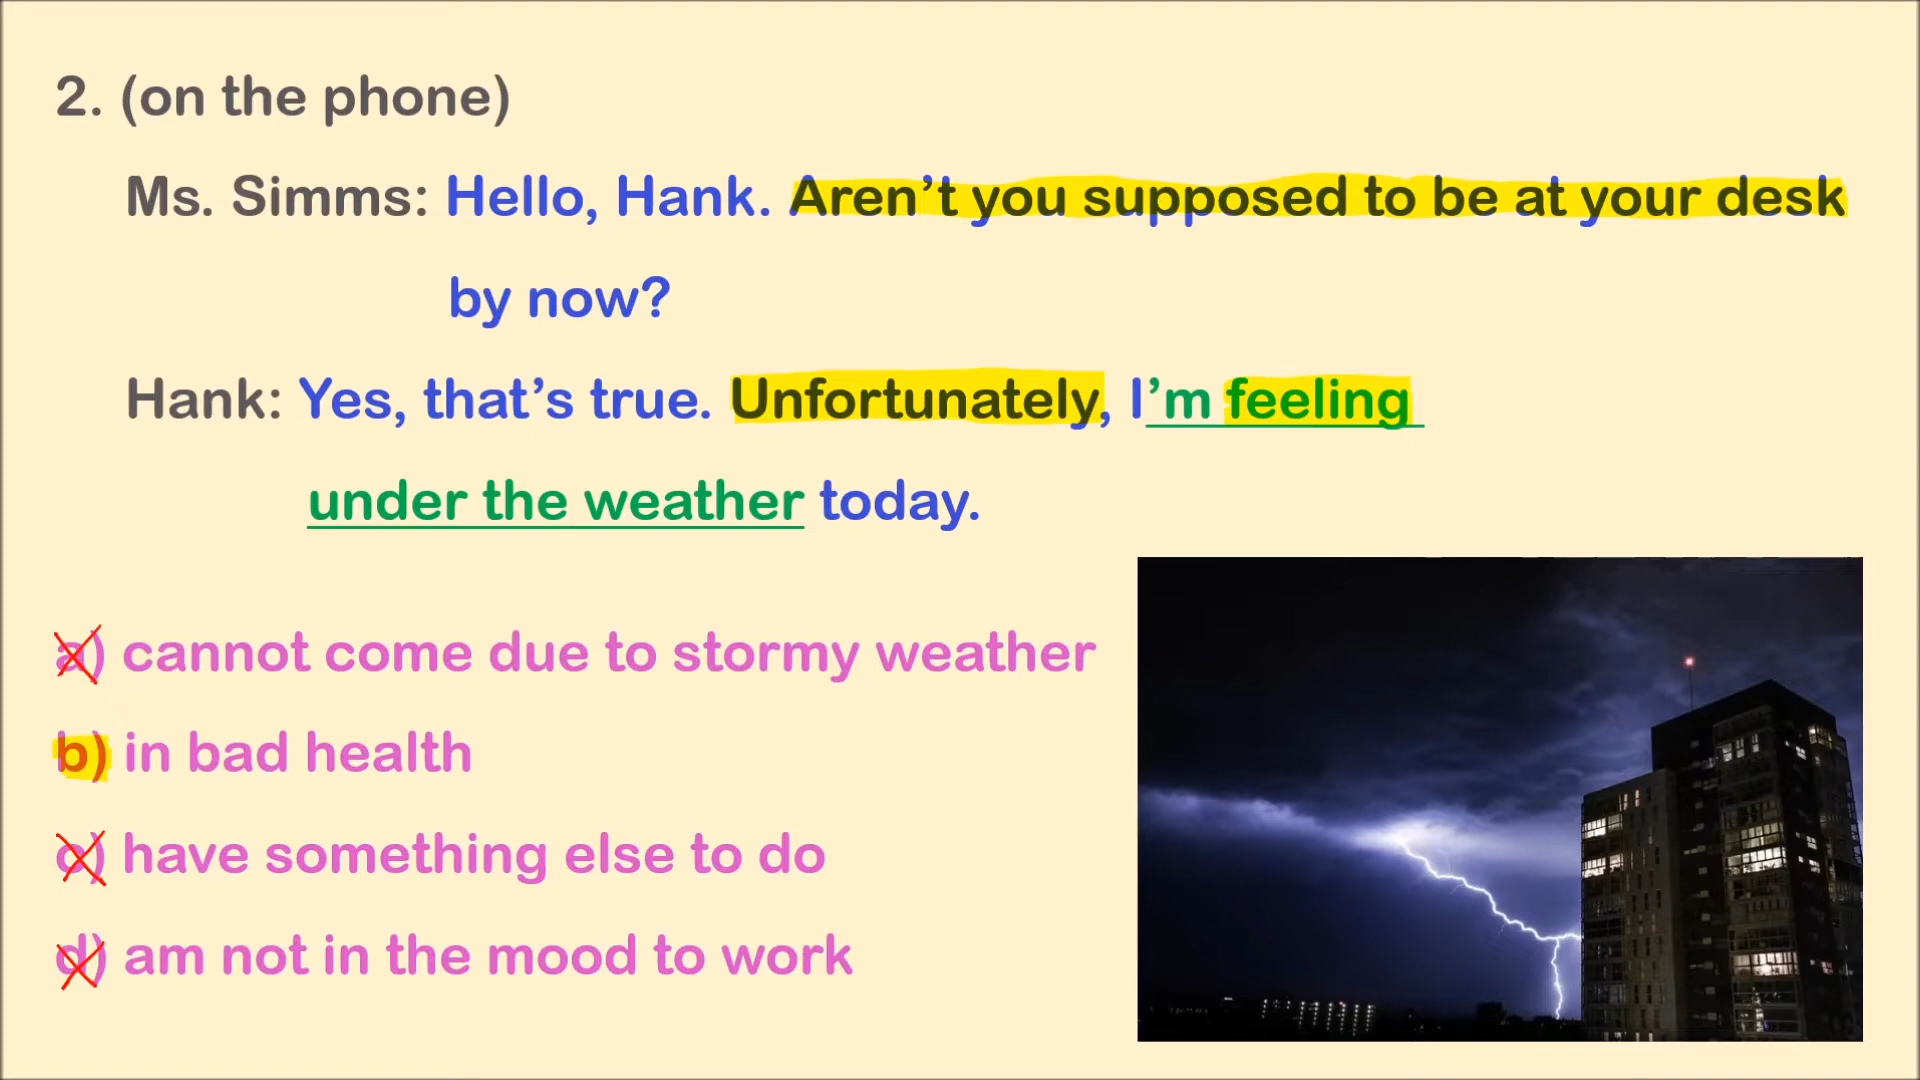 2. (on the phone)
Ms. Simms: Hello, Hank. Aren’t you supposed to be at your desk
by now?
Hank: Yes, that’s true. Unfortunately, I’m feeling
under the weather today.
a) cannot come due to stormy weather
b) in bad health
c) have something else to do
d) am not in the mood to work